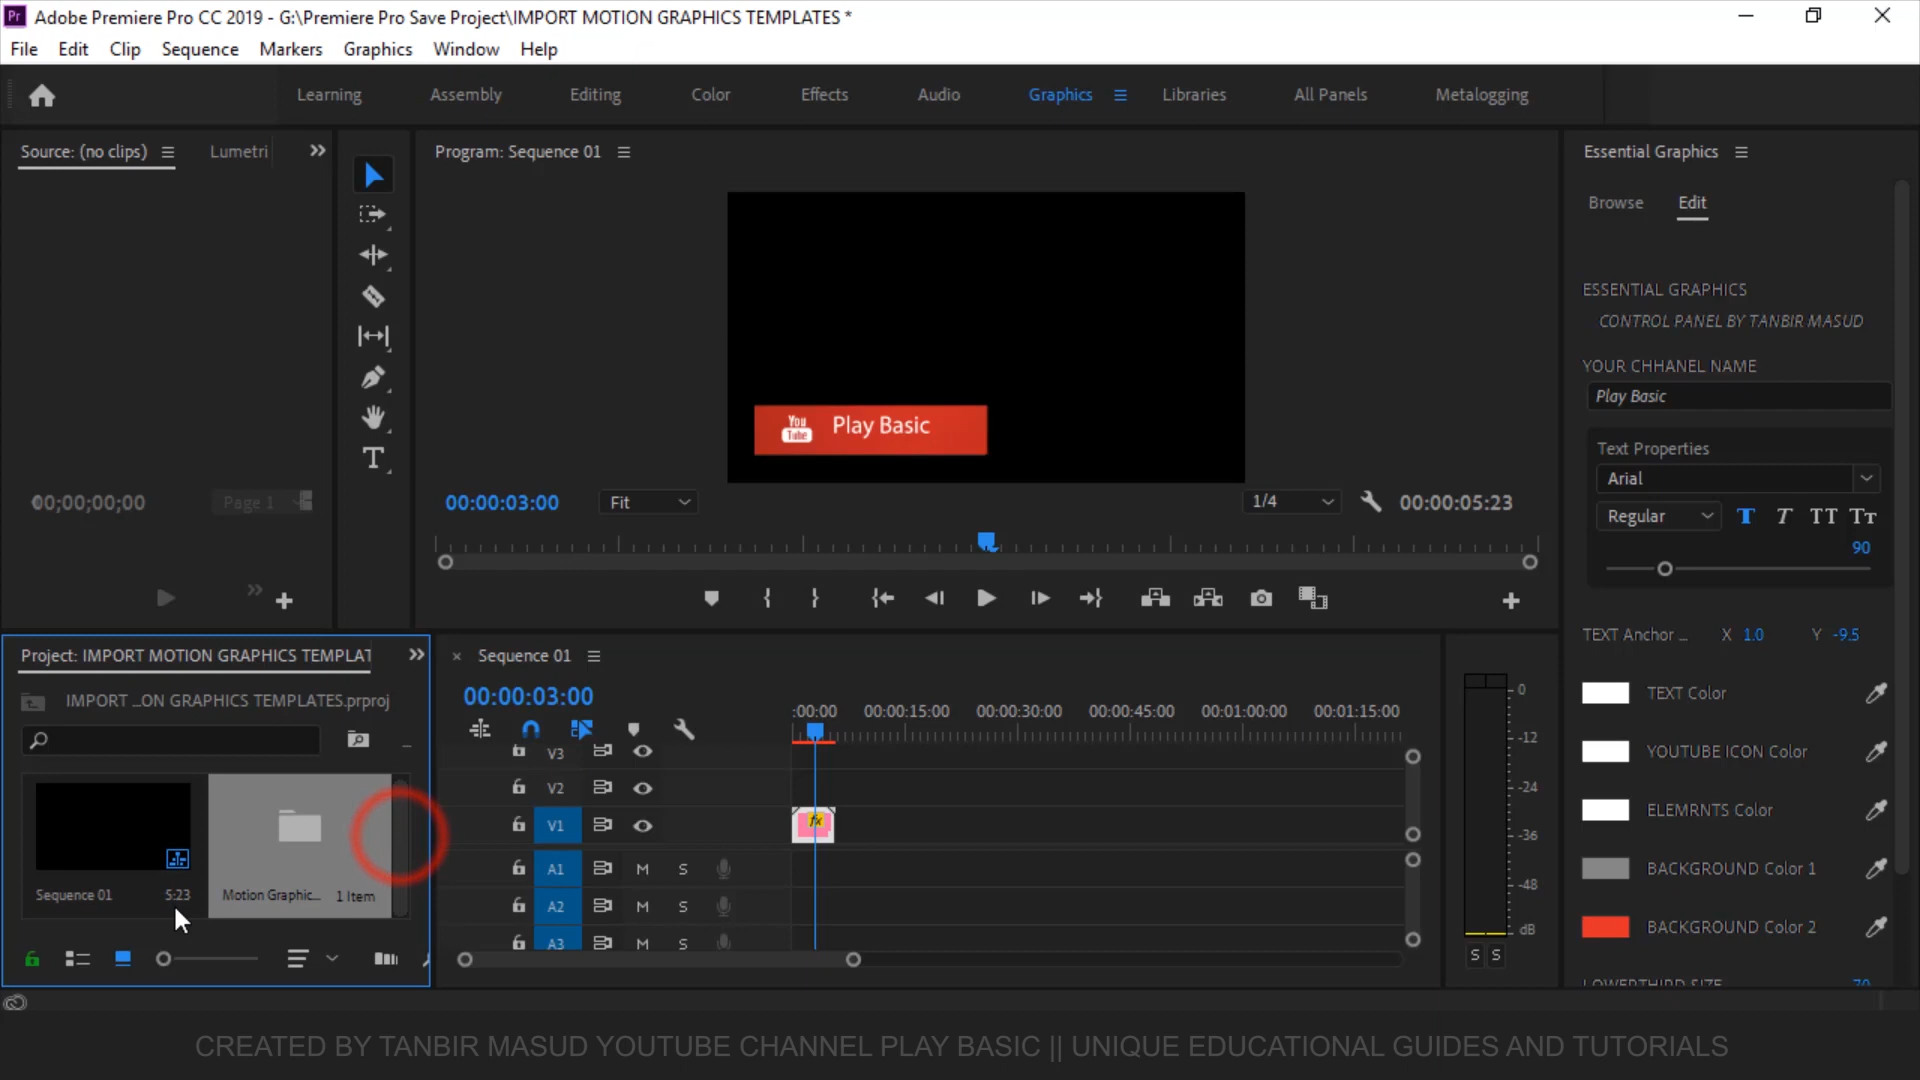 Pr Adobe Premiere Pro CC 2019 - G:\Premiere Pro Save Project\IMPORT MOTION GRAPHICS TEMPLATES *
File Edit Clip Sequence Markers Graphics Window Help
Learning Assembly Editing Color Effects Audio Graphics Libraries All Panels Metalogging
Source: (no clips) Lumetri
Program: Sequence 01
Essential Graphics
Browse Edit
ESSENTIAL GRAPHICS
CONTROL PANEL BY TANBIR MASUD
YOUR CHHANEL NAME
Play Basic
You Tube Play Basic
Text Properties
Arial
Regular T T TT Tт
90
00;00;00;00 Page 1
00:00:03:00 Fit 1/4 00:00:05:23
TEXT Anchor ... X 1.0 Y -9.5
TEXT Color
YOUTUBE ICON Color
ELEMRNTS Color
BACKGROUND Color 1
BACKGROUND Color 2
LOWERTHIRD SIZE 70
Project: IMPORT MOTION GRAPHICS TEMPLAT
IMPORT ...ON GRAPHICS TEMPLATES.prproj
Sequence 01 5:23
Motion Graphic... 1 Item
Sequence 01
00:00:03:00
:00:00 00:00:15:00 00:00:30:00 00:00:45:00 00:01:00:00 00:01:15:00
V3
V2
V1 fx
A1 M S
A2 M S
A3 M S
0
-12
-24
-36
-48
dB
S S
CREATED BY TANBIR MASUD YOUTUBE CHANNEL PLAY BASIC || UNIQUE EDUCATIONAL GUIDES AND TUTORIALS